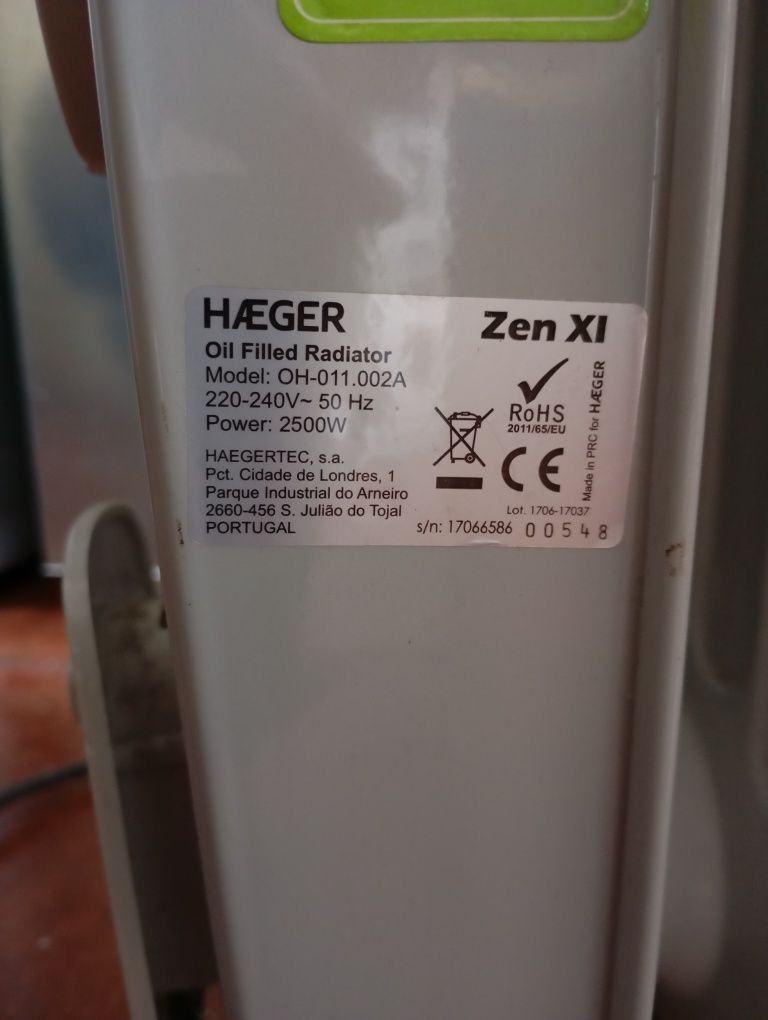 HÆGER
Zen XI
Oil Filled Radiator
Model: OH-011.002A
220-240V~ 50 Hz
Power: 2500W
RoHS
2011/65/EU
CE
Made in PRC for HÆGER
HAEGERTEC, s.a.
Pct. Cidade de Londres, 1
Parque Industrial do Arneiro
2660-456 S. Julião do Tojal
PORTUGAL
Lot. 1706-17037
s/n: 17066586 00548